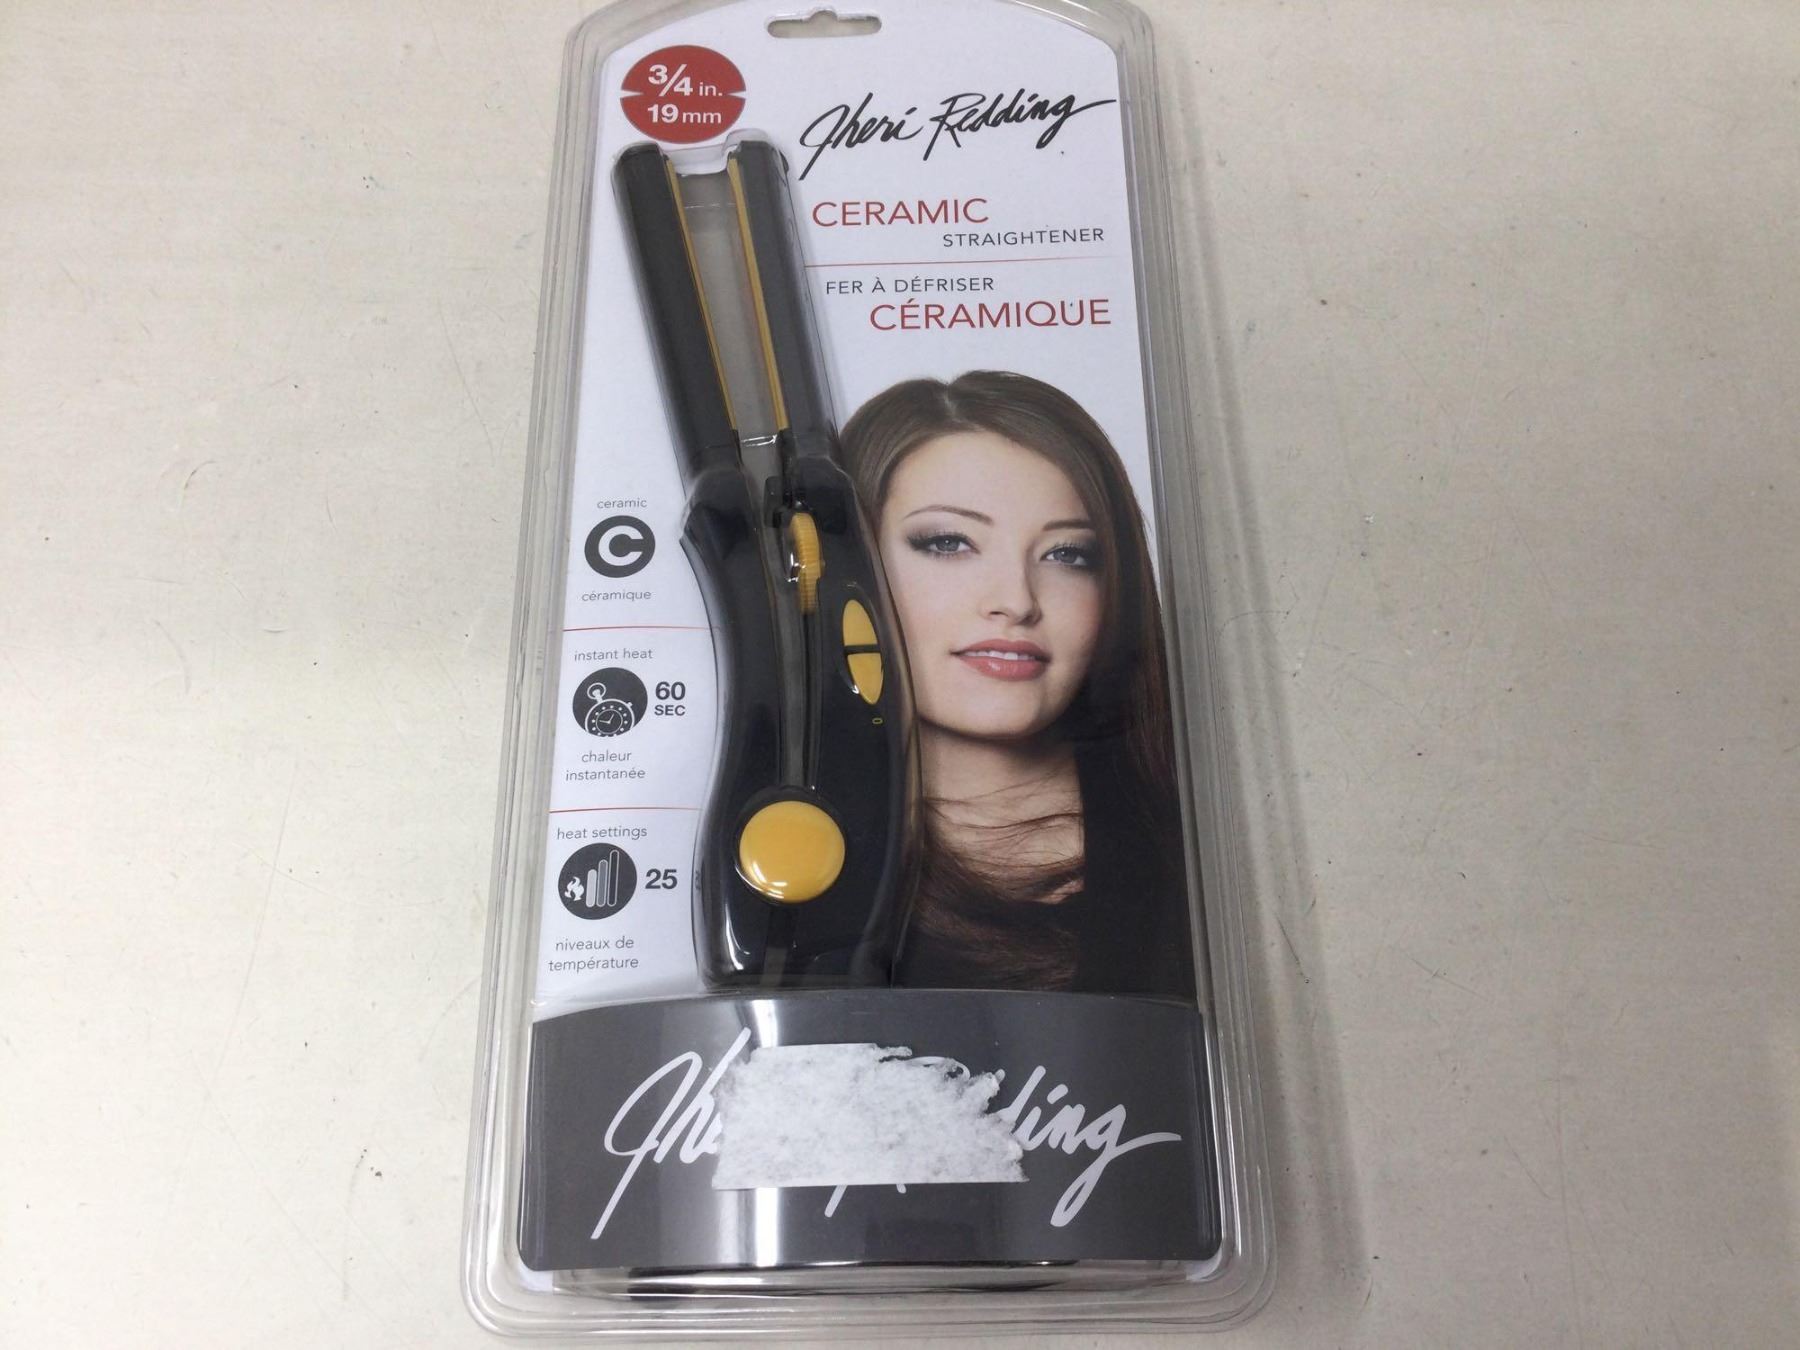 3/4 in.
19 mm
Jheri Redding
CERAMIC
STRAIGHTENER
FER À DÉFRISER
CÉRAMIQUE
ceramic
C
céramique
instant heat
60
SEC
chaleur
instantanée
heat settings
25
niveaux de
température
0